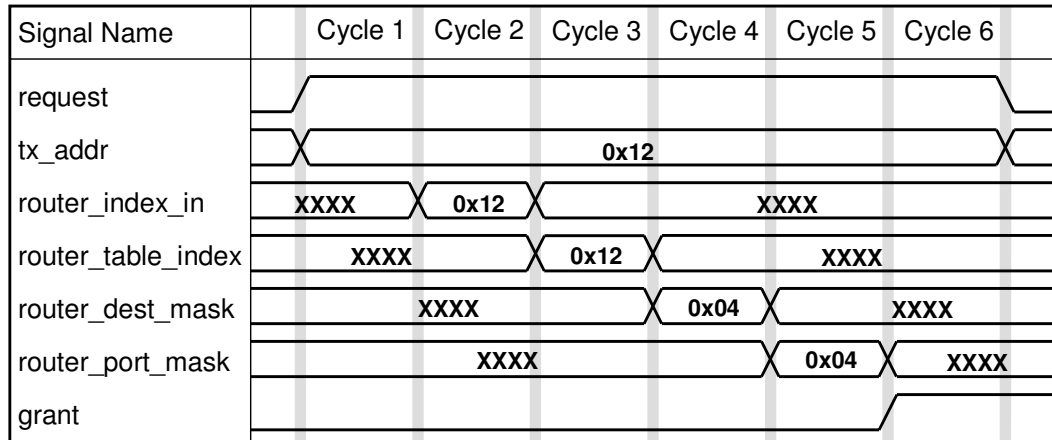 Signal Name Cycle 1 Cycle 2 Cycle 3 Cycle 4 Cycle 5 Cycle 6
request
tx_addr 0x12
router_index_in XXXX 0x12 XXXX
router_table_index XXXX 0x12 XXXX
router_dest_mask XXXX 0x04 XXXX
router_port_mask XXXX 0x04 XXXX
grant